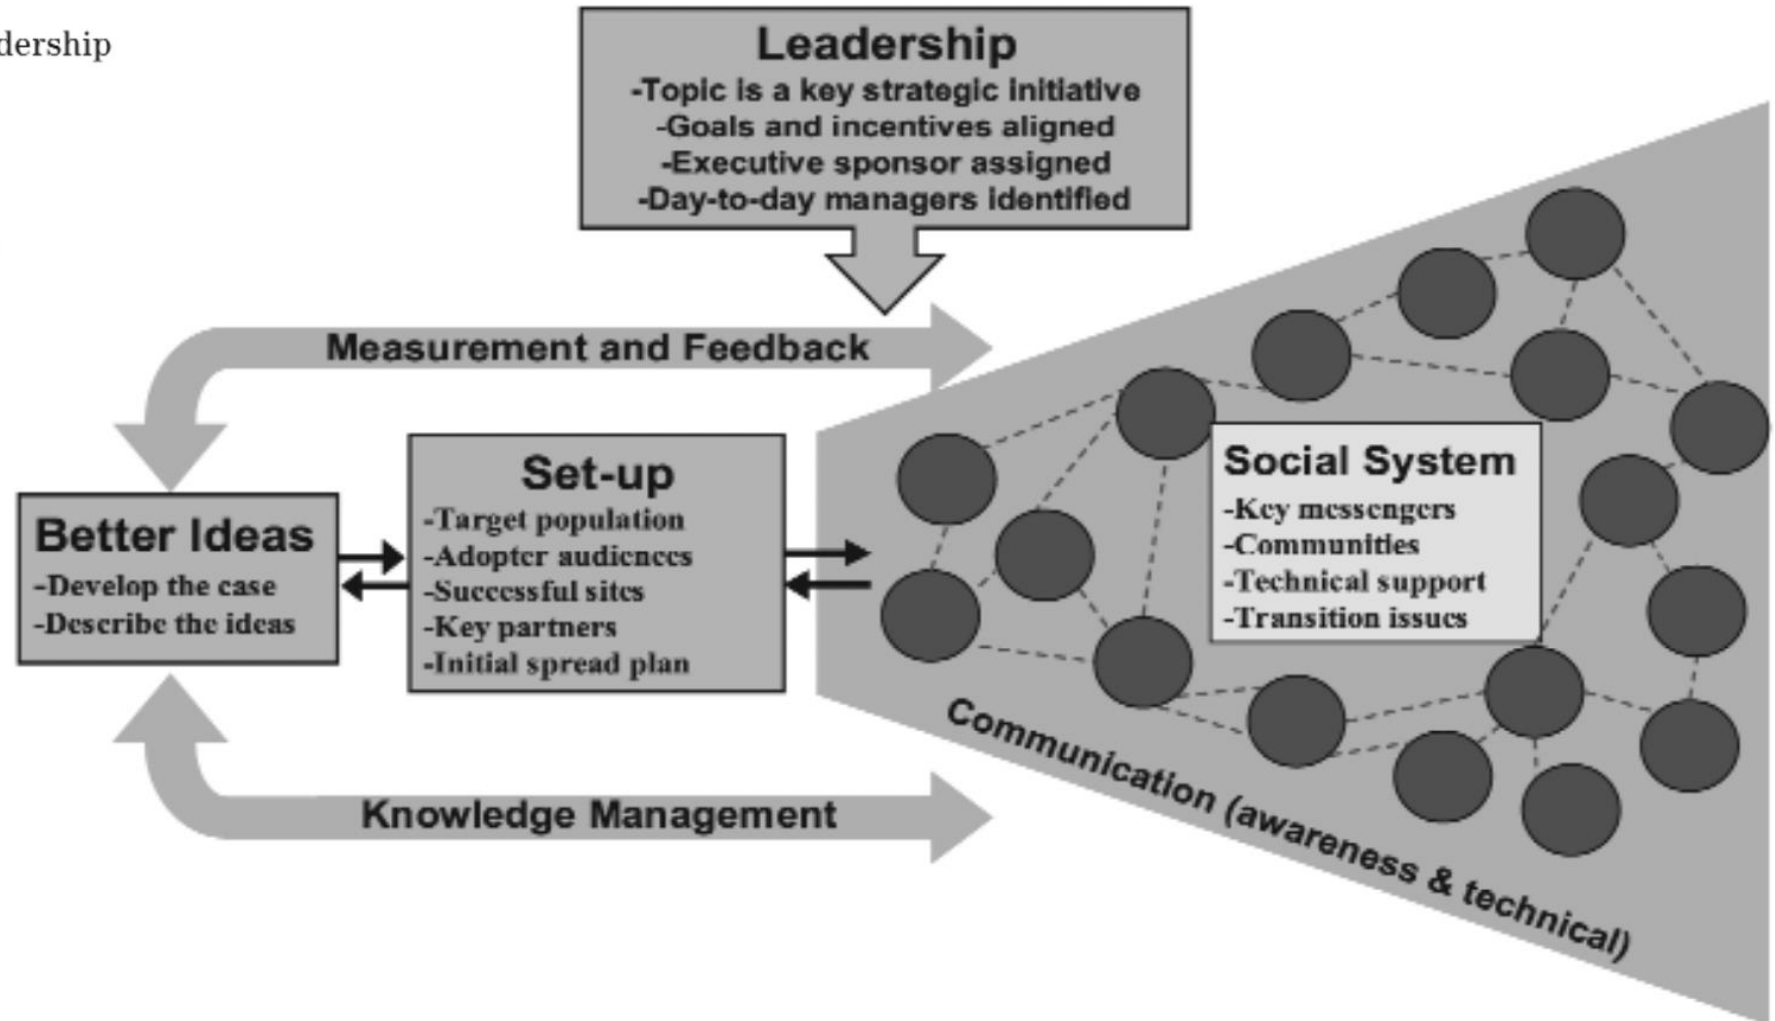 dership
Leadership
-Topic is a key strategic initiative
-Goals and incentives aligned
-Executive sponsor assigned
-Day-to-day managers identified
Measurement and Feedback
Better Ideas
-Develop the case
-Describe the ideas
Set-up
-Target population
-Adopter audiences
-Successful sites
-Key partners
-Initial spread plan
Social System
-Key messengers
-Communities
-Technical support
-Transition issues
Knowledge Management
Communication (awareness & technical)